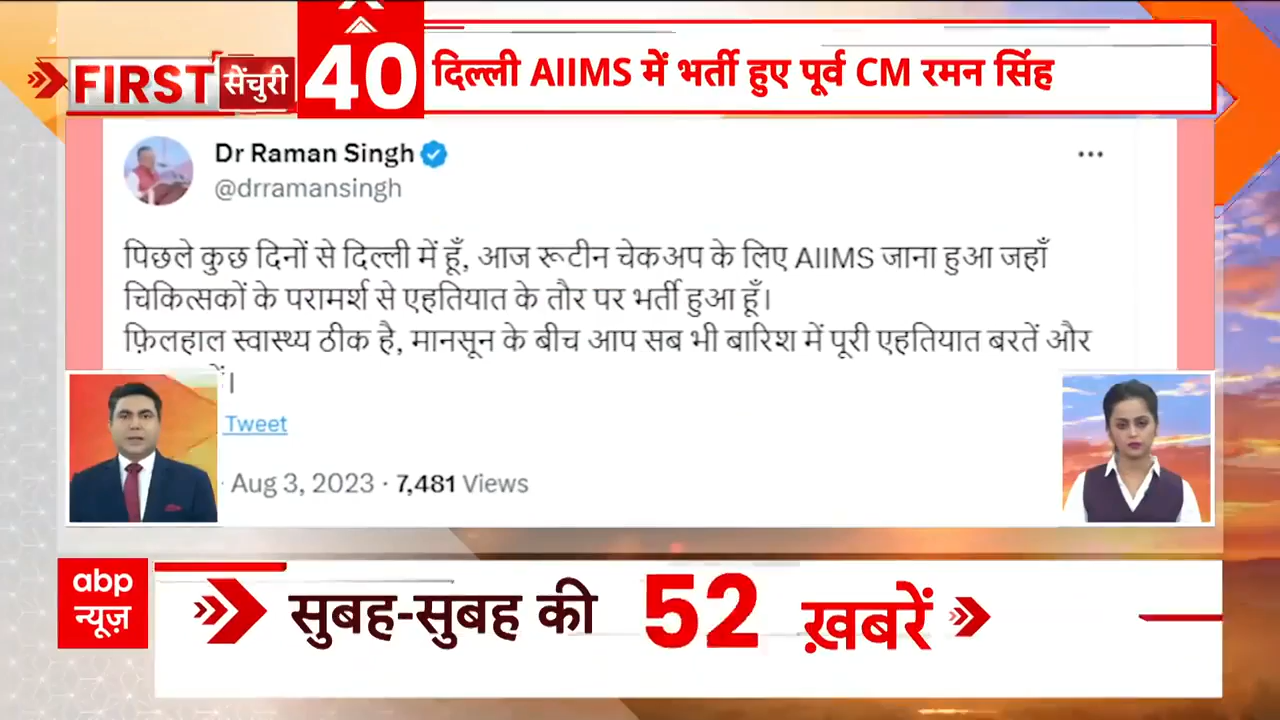 FIRST सेंचुरी 40 दिल्ली AIIMS में भर्ती हुए पूर्व CM रमन सिंह
Dr Raman Singh
@drramansingh
पिछले कुछ दिनों से दिल्ली में हूँ, आज रूटीन चेकअप के लिए AIIMS जाना हुआ जहाँ
चिकित्सकों के परामर्श से एहतियात के तौर पर भर्ती हुआ हूँ।
फ़िलहाल स्वास्थ्य ठीक है, मानसून के बीच आप सब भी बारिश में पूरी एहतियात बरतें और
Tweet
· Aug 3, 2023 · 7,481 Views
abp
न्यूज़
सुबह-सुबह की 52 ख़बरें